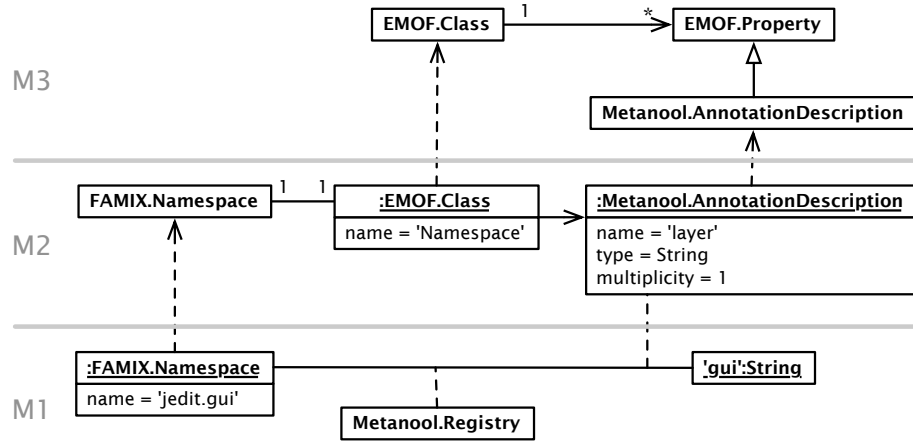 EMOF.Class
1
*
EMOF.Property
M3
Metanool.AnnotationDescription
FAMIX.Namespace
1
1
:EMOF.Class
name = 'Namespace'
:Metanool.AnnotationDescription
name = 'layer'
type = String
multiplicity = 1
M2
:FAMIX.Namespace
name = 'jedit.gui'
'gui':String
M1
Metanool.Registry